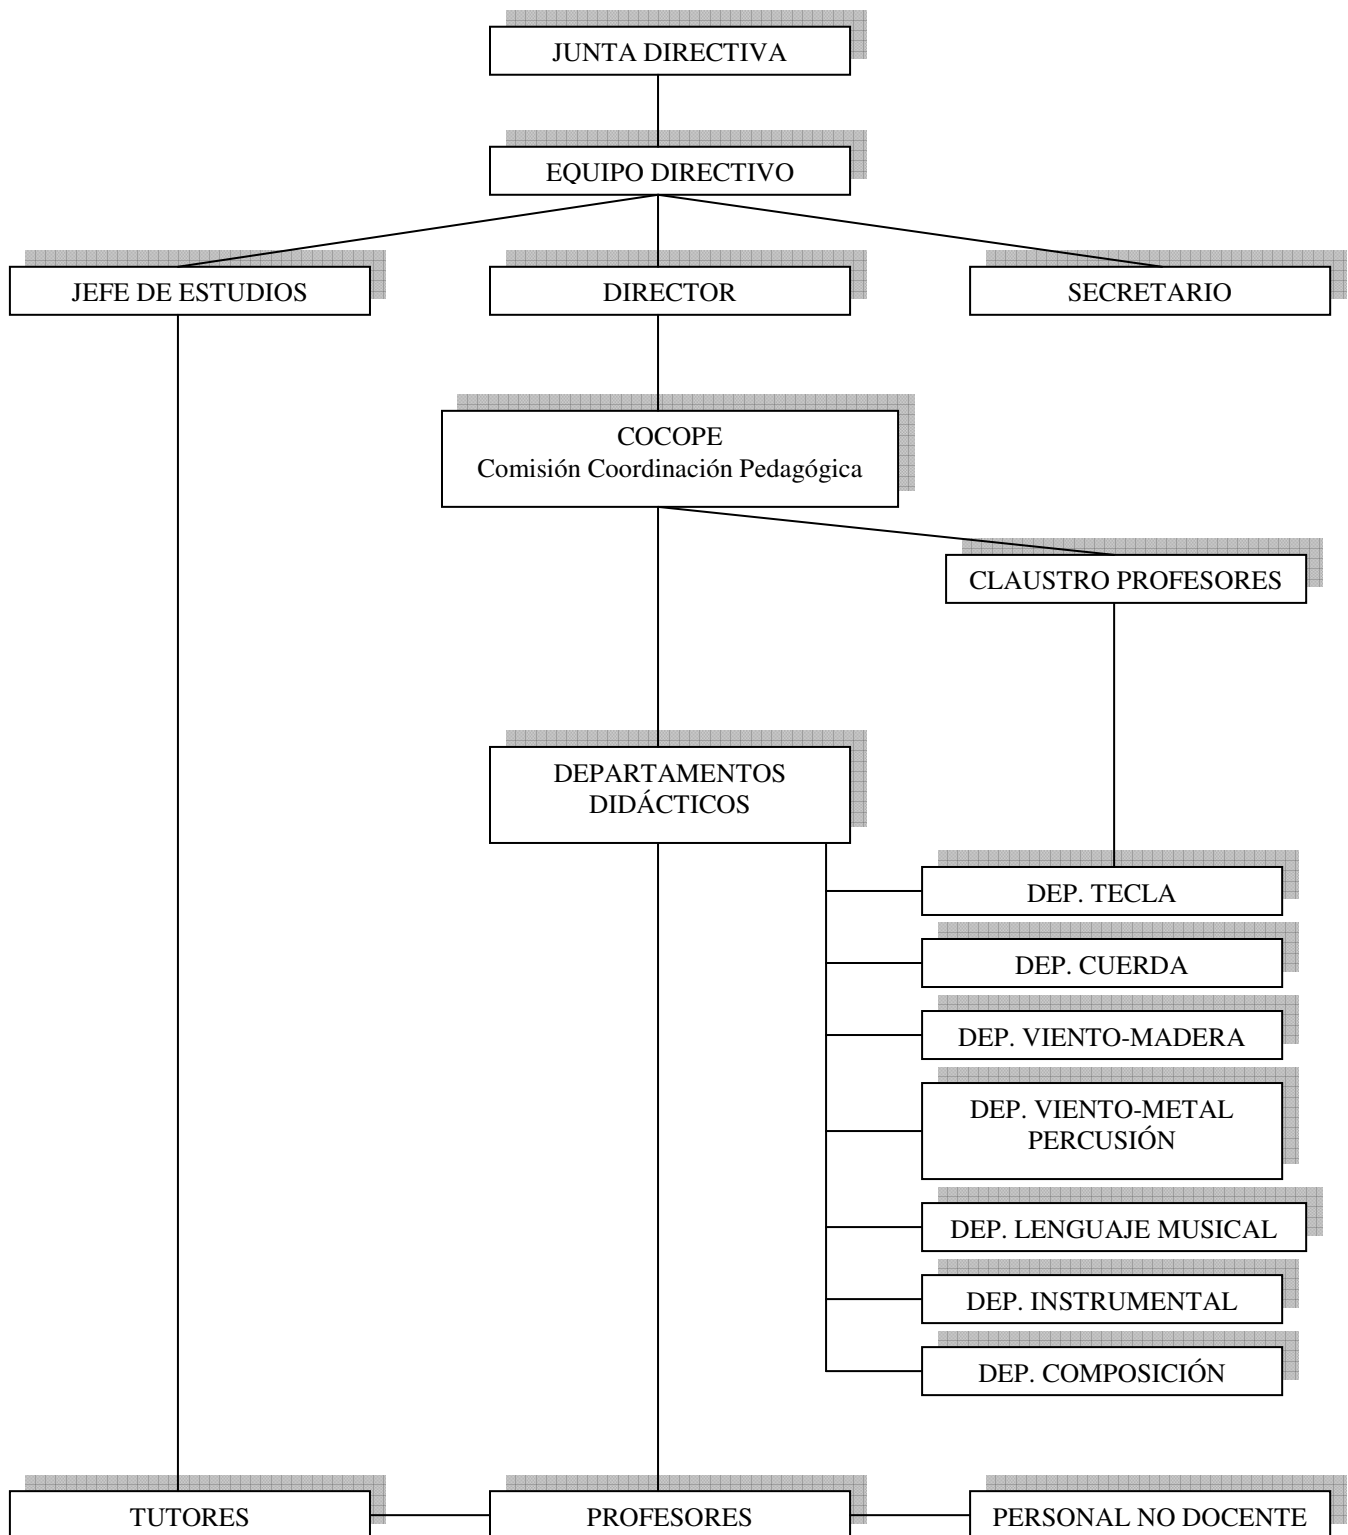 JUNTA DIRECTIVA
EQUIPO DIRECTIVO
JEFE DE ESTUDIOS
DIRECTOR
SECRETARIO
COCOPE
Comisión Coordinación Pedagógica
CLAUSTRO PROFESORES
DEPARTAMENTOS
DIDÁCTICOS
DEP. TECLA
DEP. CUERDA
DEP. VIENTO-MADERA
DEP. VIENTO-METAL
PERCUSIÓN
DEP. LENGUAJE MUSICAL
DEP. INSTRUMENTAL
DEP. COMPOSICIÓN
TUTORES
PROFESORES
PERSONAL NO DOCENTE